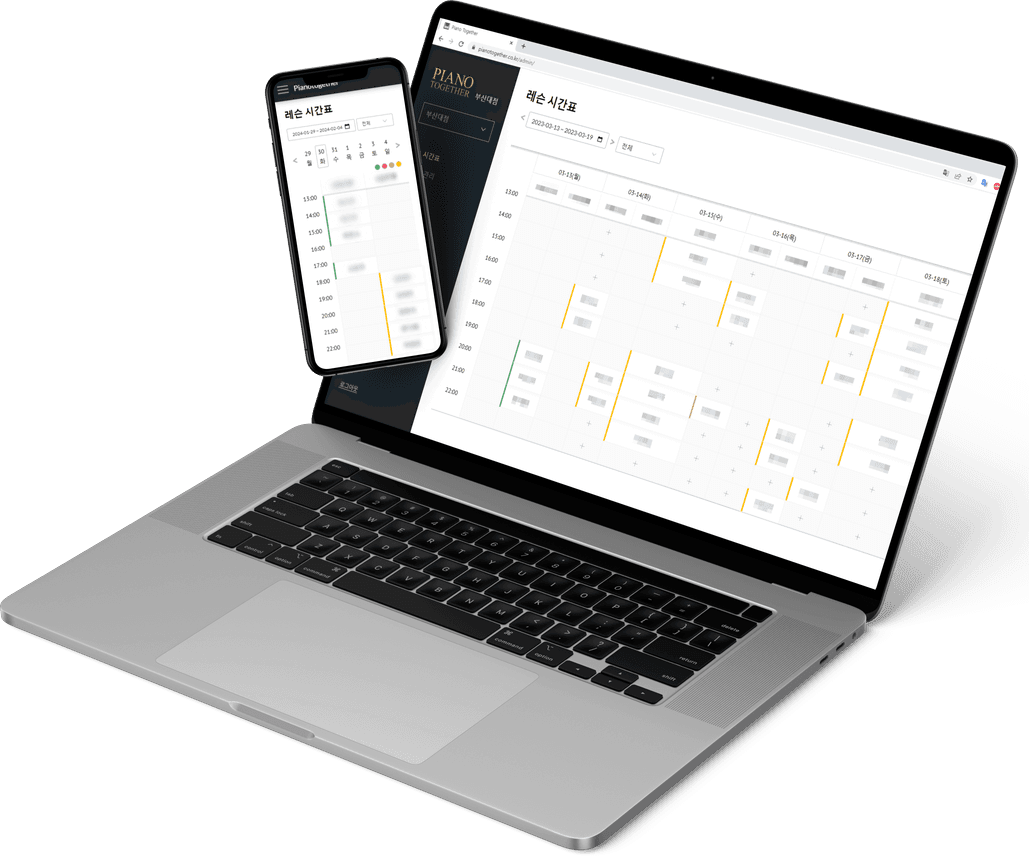 Pianotogether
레슨 시간표
2024-01-29 ~ 2024-02-04
전체
< 29 30 31 1 2 3 4 >
월 화 수 목 금 토 일
13:00
14:00
15:00
16:00
17:00
18:00
19:00
20:00
21:00
22:00
Piano Together
pianotogether.co.kr/admin/
PIANO
TOGETHER 부산대점
부산대점
시간표
관리
로그아웃
레슨 시간표
< 2023-03-13 ~ 2023-03-19 > 전체
03-13(월) 03-14(화) 03-15(수) 03-16(목) 03-17(금) 03-18(토)
13:00
14:00
15:00
16:00
17:00
18:00
19:00
20:00
21:00
22:00
esc
tab
Q W E R T Y U I O P
delete
caps lock
A S D F G H J K L
return
shift
Z X C V B N M
shift
fn control option command
command option